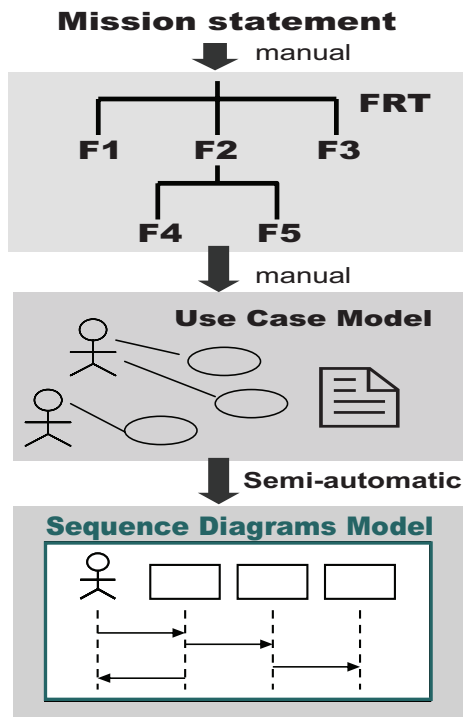 Mission statement
manual
FRT
F1 F2 F3
F4 F5
manual
Use Case Model
Semi-automatic
Sequence Diagrams Model